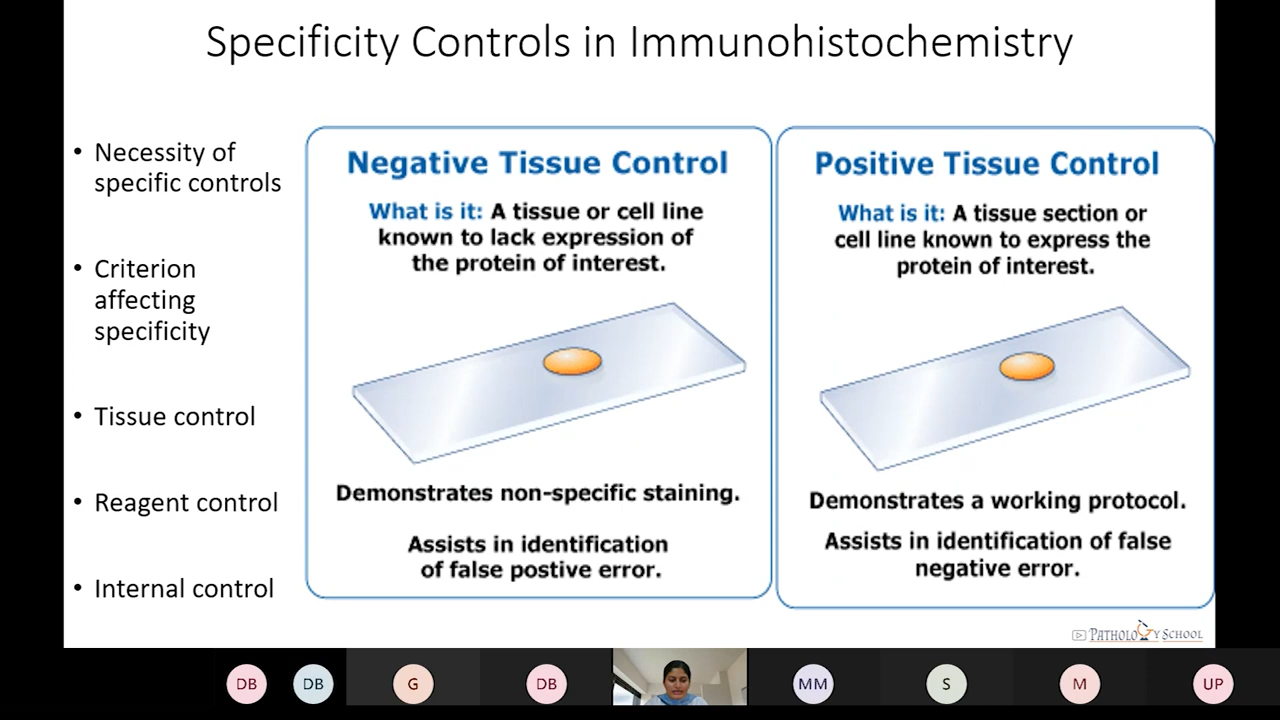 Specificity Controls in Immunohistochemistry
• Necessity of
specific controls
• Criterion
affecting
specificity
• Tissue control
• Reagent control
• Internal control
Negative Tissue Control
What is it: A tissue or cell line
known to lack expression of
the protein of interest.
Demonstrates non-specific staining.
Assists in identification
of false postive error.
Positive Tissue Control
What is it: A tissue section or
cell line known to express the
protein of interest.
Demonstrates a working protocol.
Assists in identification of false
negative error.
PATHOLOGY SCHOOL
DB DB G DB MM S M UP